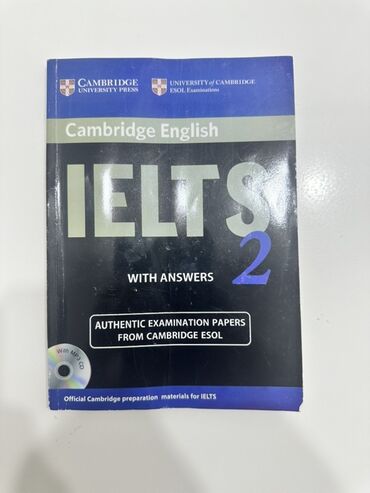 CAMBRIDGE
UNIVERSITY PRESS
UNIVERSITY of CAMBRIDGE
ESOL Examinations
Cambridge English
IELTS
2
WITH ANSWERS
AUTHENTIC EXAMINATION PAPERS
FROM CAMBRIDGE ESOL
With MP3 CD
Official Cambridge preparation materials for IELTS